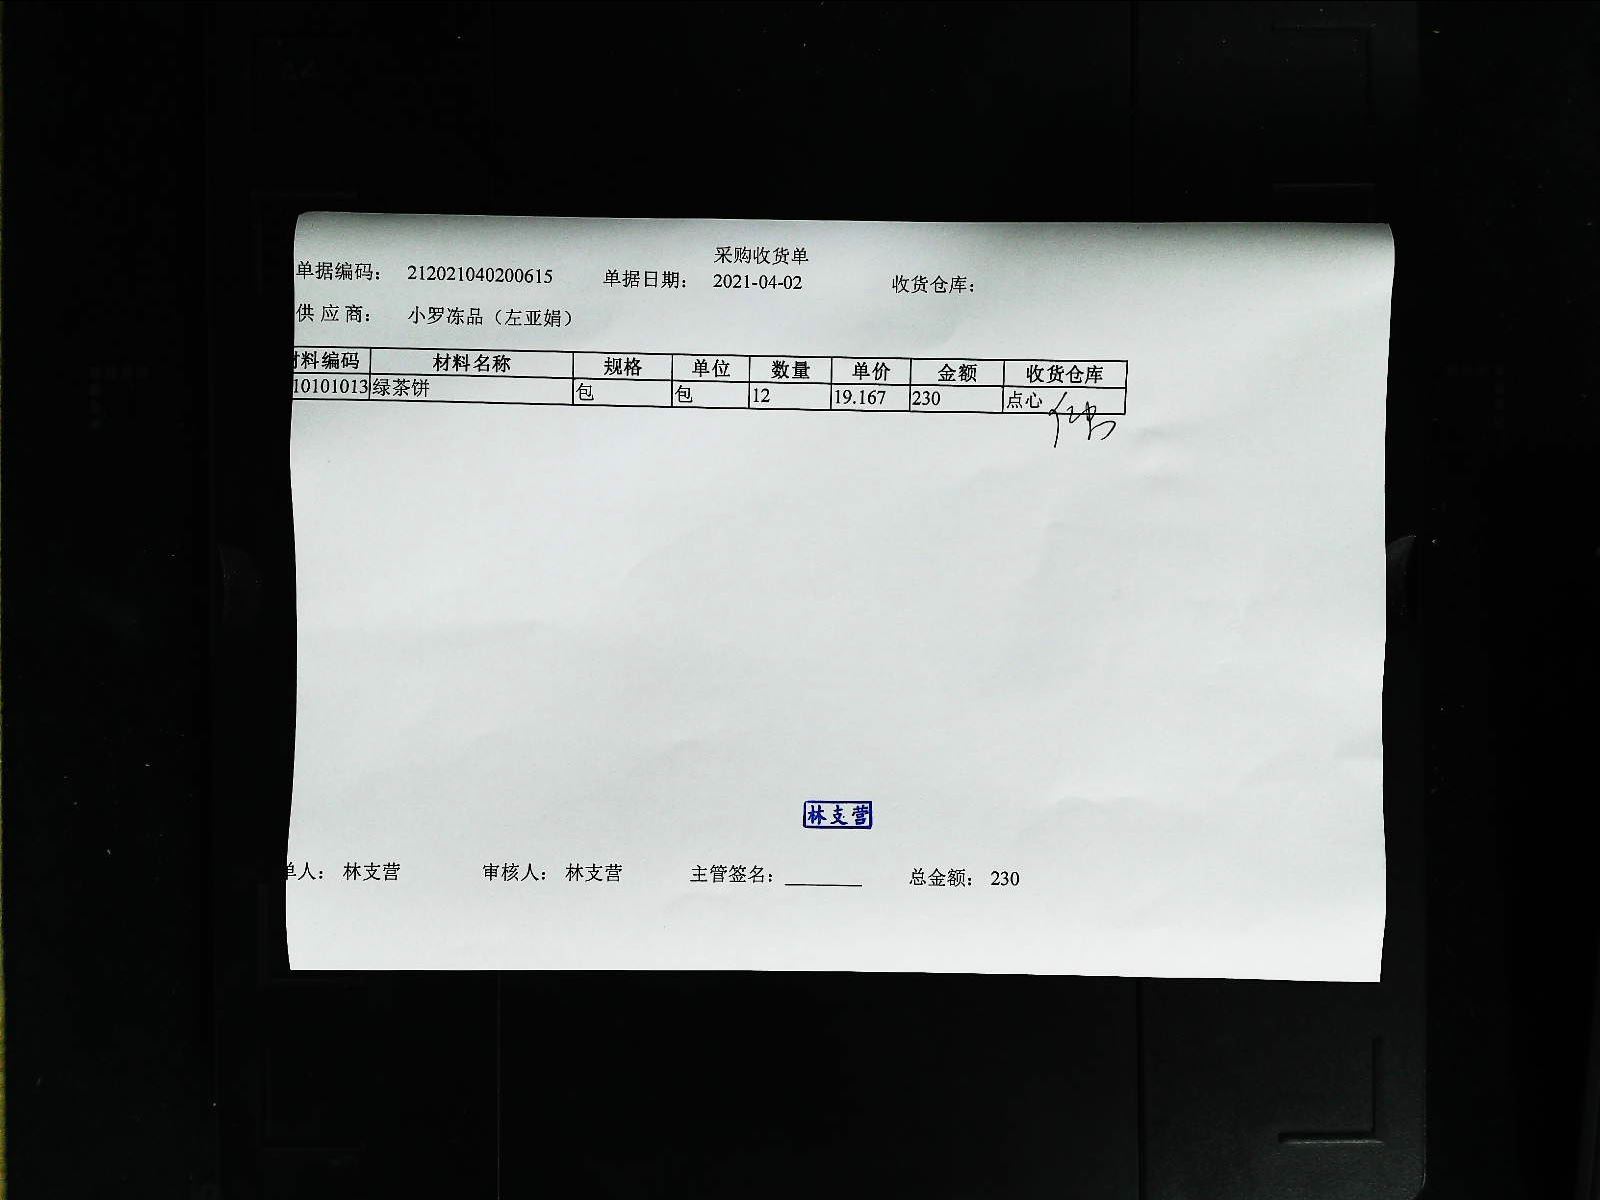 采购收货单
单据编码： 212021040200615 单据日期： 2021-04-02 收货仓库：
供 应 商： 小罗冻品（左亚娟）
材料编码 材料名称 规格 单位 数量 单价 金额 收货仓库
10101013 绿茶饼 包 包 12 19.167 230 点心
林支营
单人： 林支营 审核人： 林支营 主管签名：________ 总金额： 230